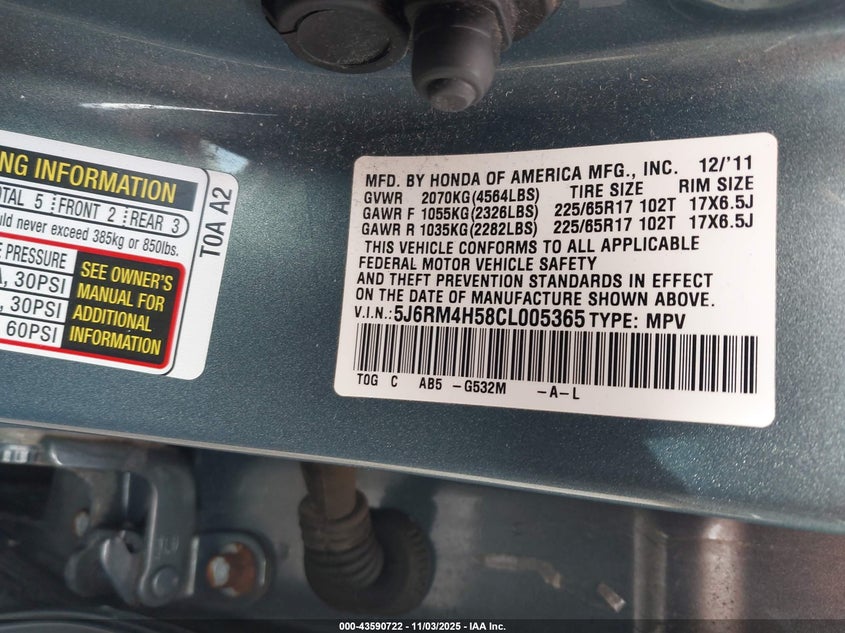 NG INFORMATION
OTAL 5 FRONT 2 REAR 3
uld never exceed 385kg or 850lbs.
E PRESSURE
A, 30PSI
, 30PSI
60PSI
SEE OWNER'S
MANUAL FOR
ADDITIONAL
INFORMATION
T0A A2
MFD. BY HONDA OF AMERICA MFG., INC. 12/'11
GVWR 2070KG(4564LBS) TIRE SIZE RIM SIZE
GAWR F 1055KG(2326LBS) 225/65R17 102T 17X6.5J
GAWR R 1035KG(2282LBS) 225/65R17 102T 17X6.5J
THIS VEHICLE CONFORMS TO ALL APPLICABLE
FEDERAL MOTOR VEHICLE SAFETY
AND THEFT PREVENTION STANDARDS IN EFFECT
ON THE DATE OF MANUFACTURE SHOWN ABOVE.
V.I.N.:5J6RM4H58CL005365 TYPE: MPV
T0G C AB5 -G532M -A-L
000-43590722 - 11/03/2025 - IAA Inc.